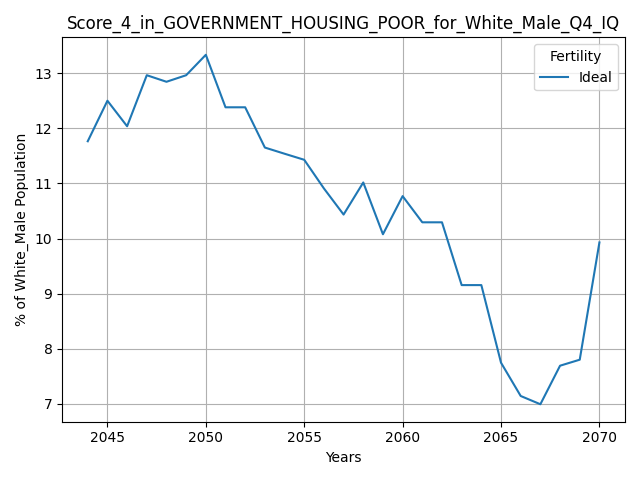 Score_4_in_GOVERNMENT_HOUSING_POOR_for_White_Male_Q4_IQ
Fertility
Ideal
% of White_Male Population
13
12
11
10
9
8
7
2045 2050 2055 2060 2065 2070
Years